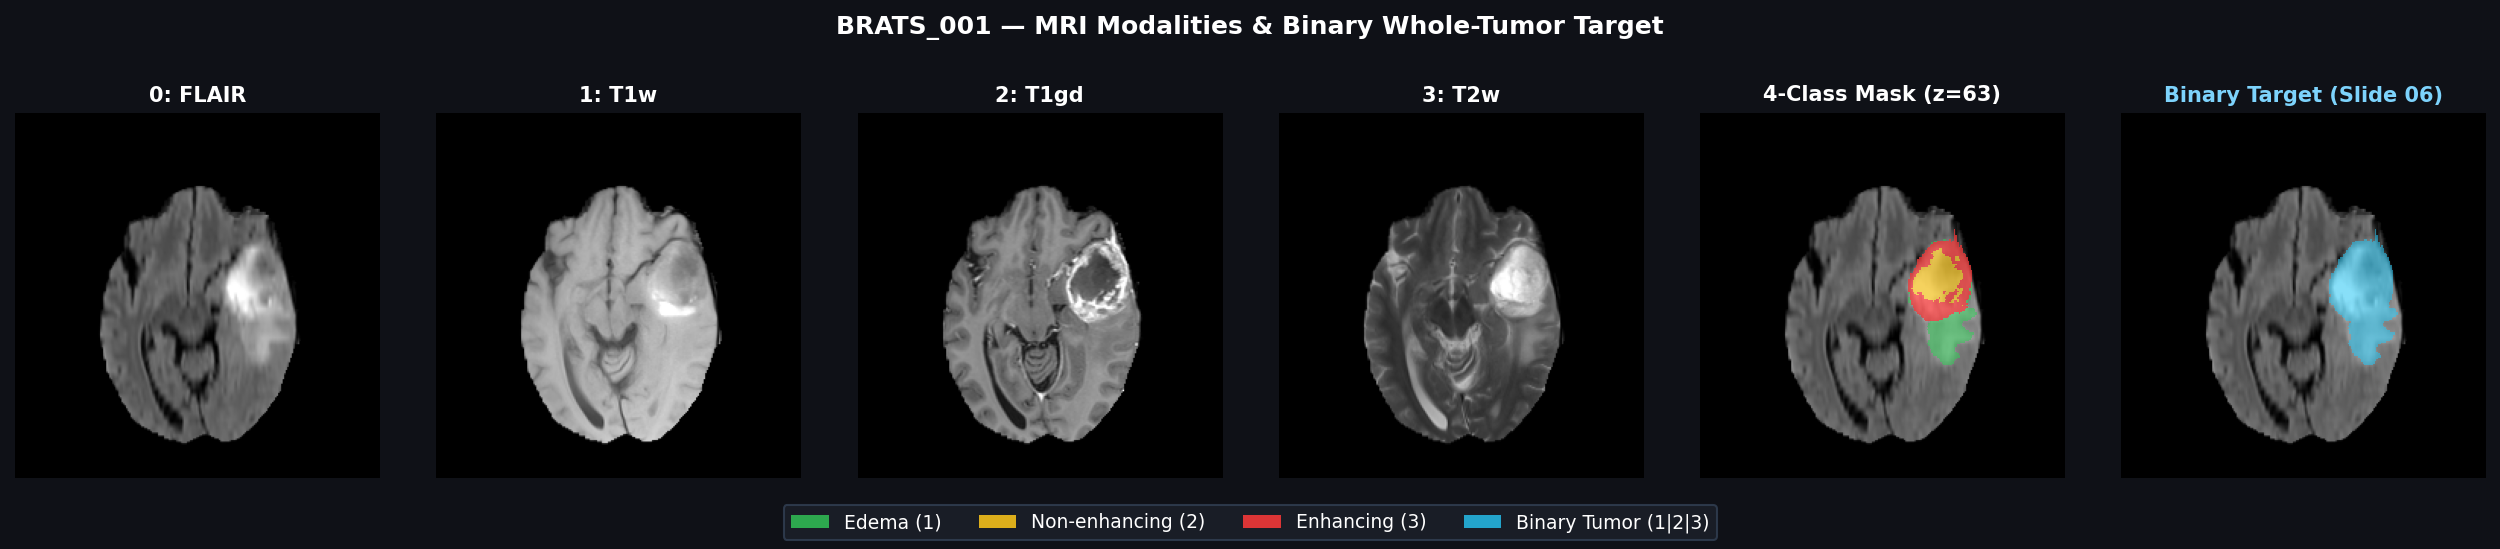 BRATS_001 — MRI Modalities & Binary Whole-Tumor Target
0: FLAIR
1: T1w
2: T1gd
3: T2w
4-Class Mask (z=63)
Binary Target (Slide 06)
Edema (1)
Non-enhancing (2)
Enhancing (3)
Binary Tumor (1|2|3)